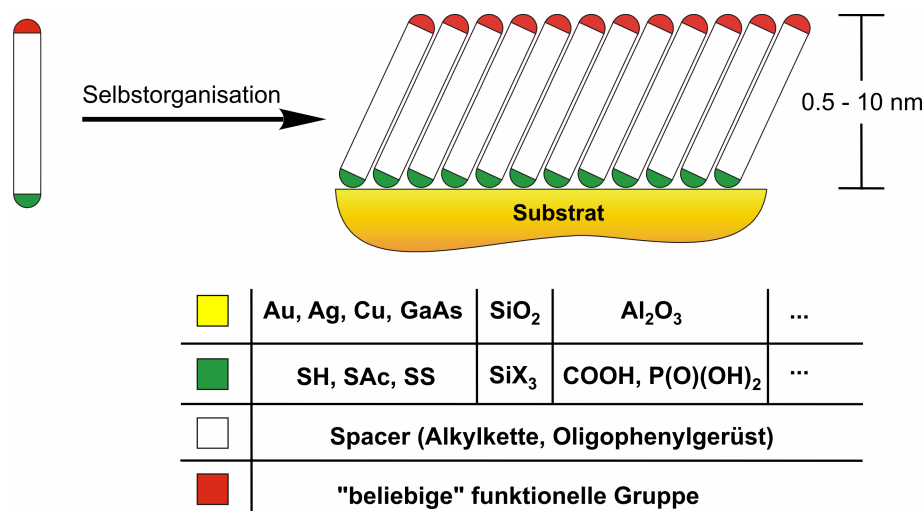 Selbstorganisation
0.5 - 10 nm
Substrat
Au, Ag, Cu, GaAs SiO₂ Al₂O₃ ...
SH, SAc, SS SiX₃ COOH, P(O)(OH)₂ ...
Spacer (Alkylkette, Oligophenylgerüst)
"beliebige" funktionelle Gruppe